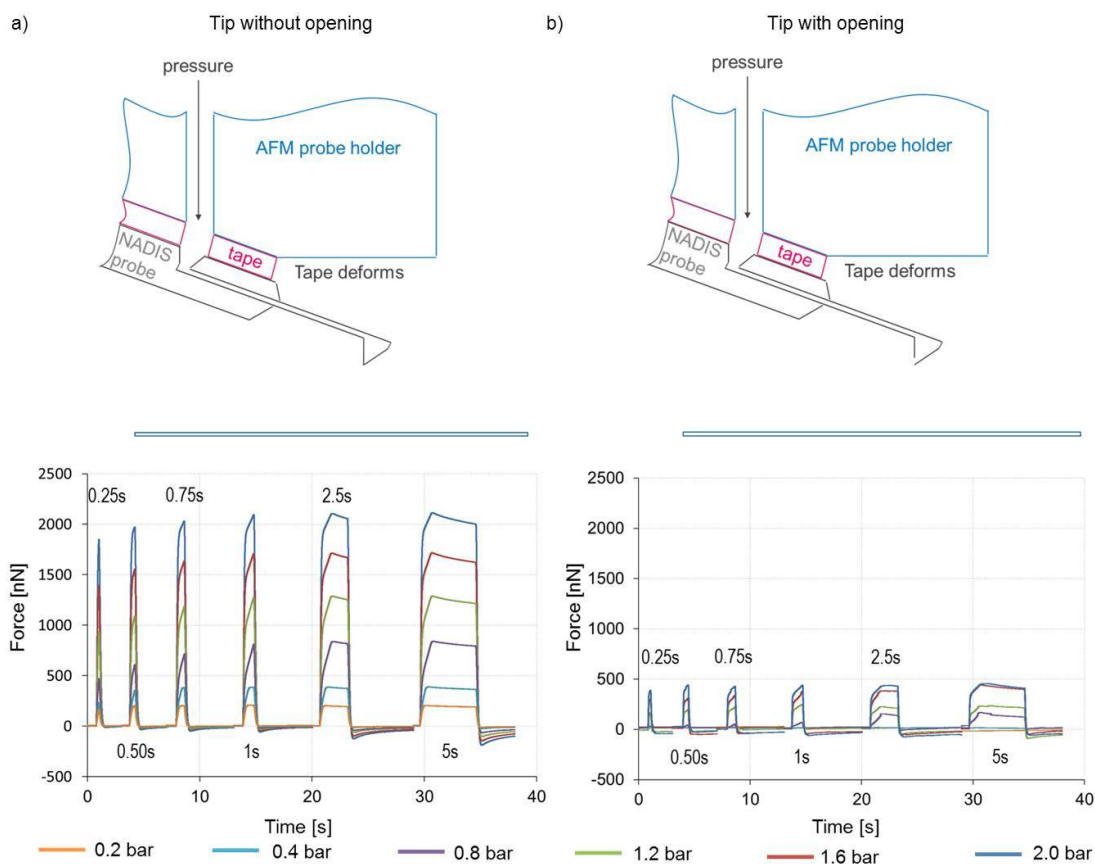 a) Tip without opening
pressure
AFM probe holder
NADIS
probe
tape
Tape deforms
b) Tip with opening
pressure
AFM probe holder
NADIS
probe
tape
Tape deforms
Force [nN]
2500
2000
1500
1000
500
0
-500
0.25s
0.75s
2.5s
0.50s
1s
5s
0 10 20 30 40
Time [s]
Force [nN]
2500
2000
1500
1000
500
0
-500
0.25s
0.75s
2.5s
0.50s
1s
5s
0 10 20 30 40
Time [s]
0.2 bar 0.4 bar 0.8 bar 1.2 bar 1.6 bar 2.0 bar